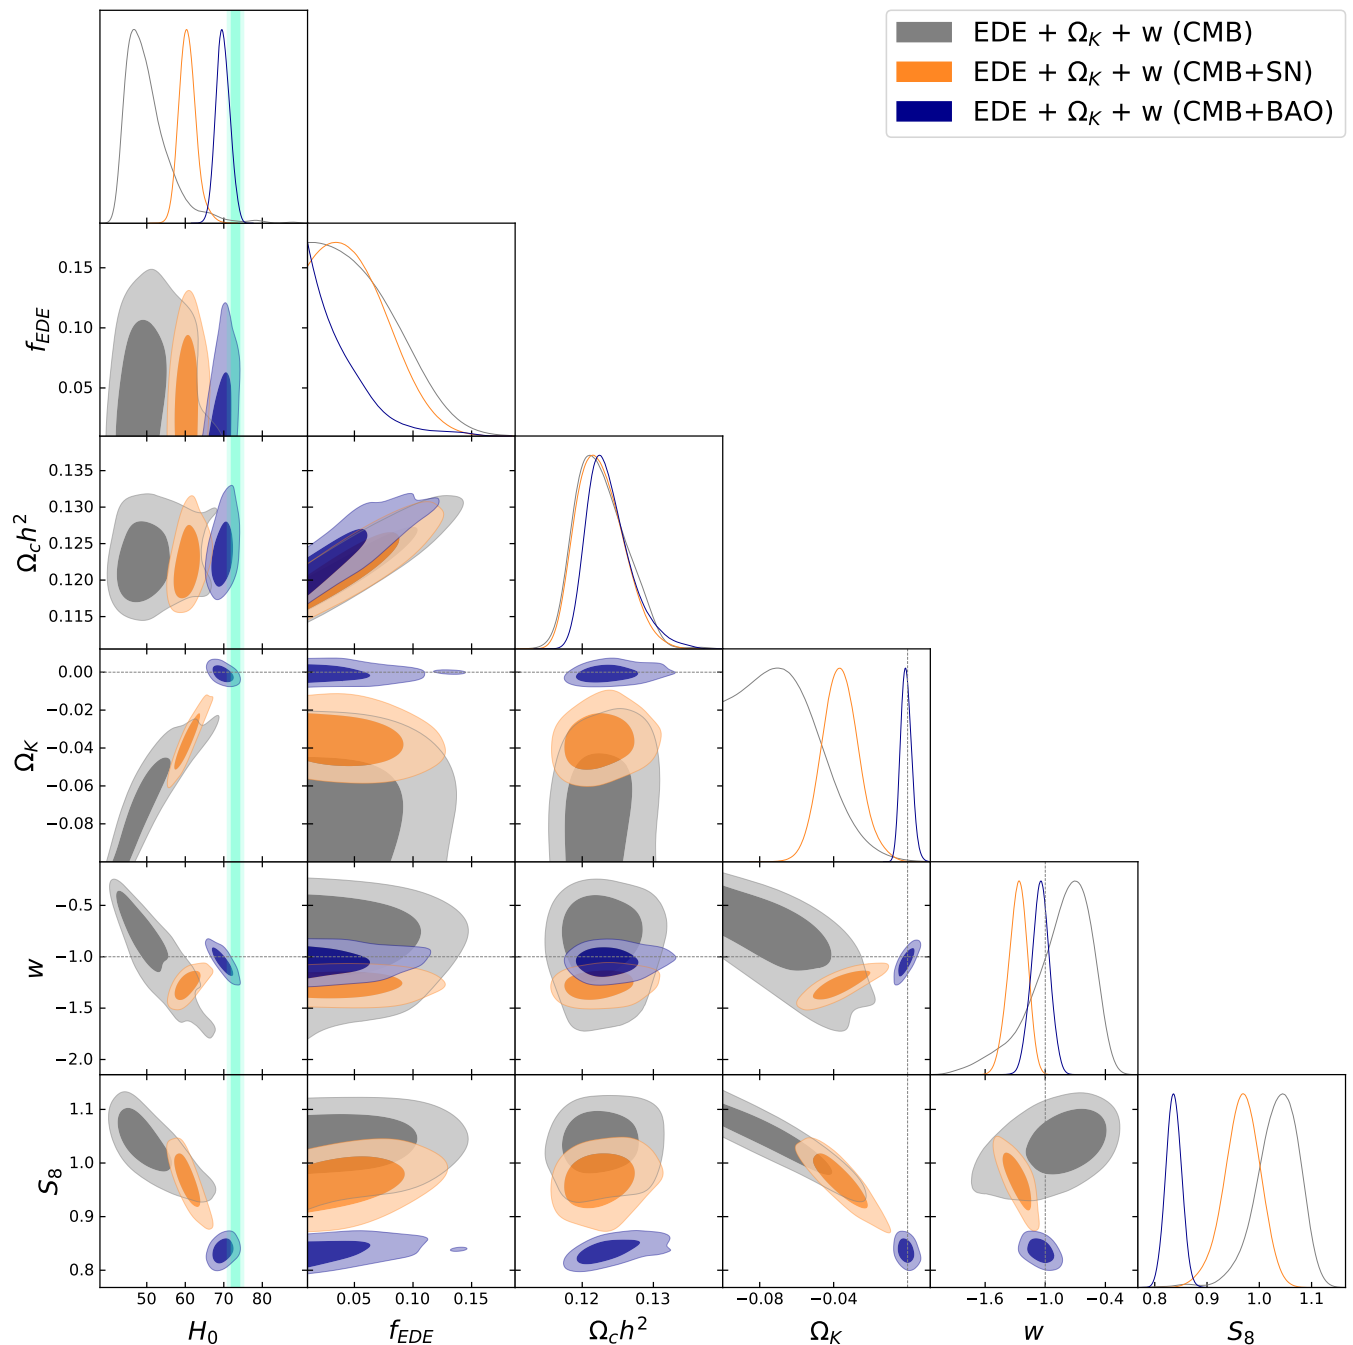 EDE + Ω_K + w (CMB)
EDE + Ω_K + w (CMB+SN)
EDE + Ω_K + w (CMB+BAO)
0.15
0.10
0.05
f_EDE
0.135
0.130
0.125
0.120
0.115
Ω_c h²
0.00
−0.02
−0.04
−0.06
−0.08
Ω_K
−0.5
−1.0
−1.5
−2.0
w
1.1
1.0
0.9
0.8
S_8
50 60 70 80
0.05 0.10 0.15
0.12 0.13
−0.08 −0.04
−1.6 −1.0 −0.4
0.8 0.9 1.0 1.1
H_0
f_EDE
Ω_c h²
Ω_K
w
S_8